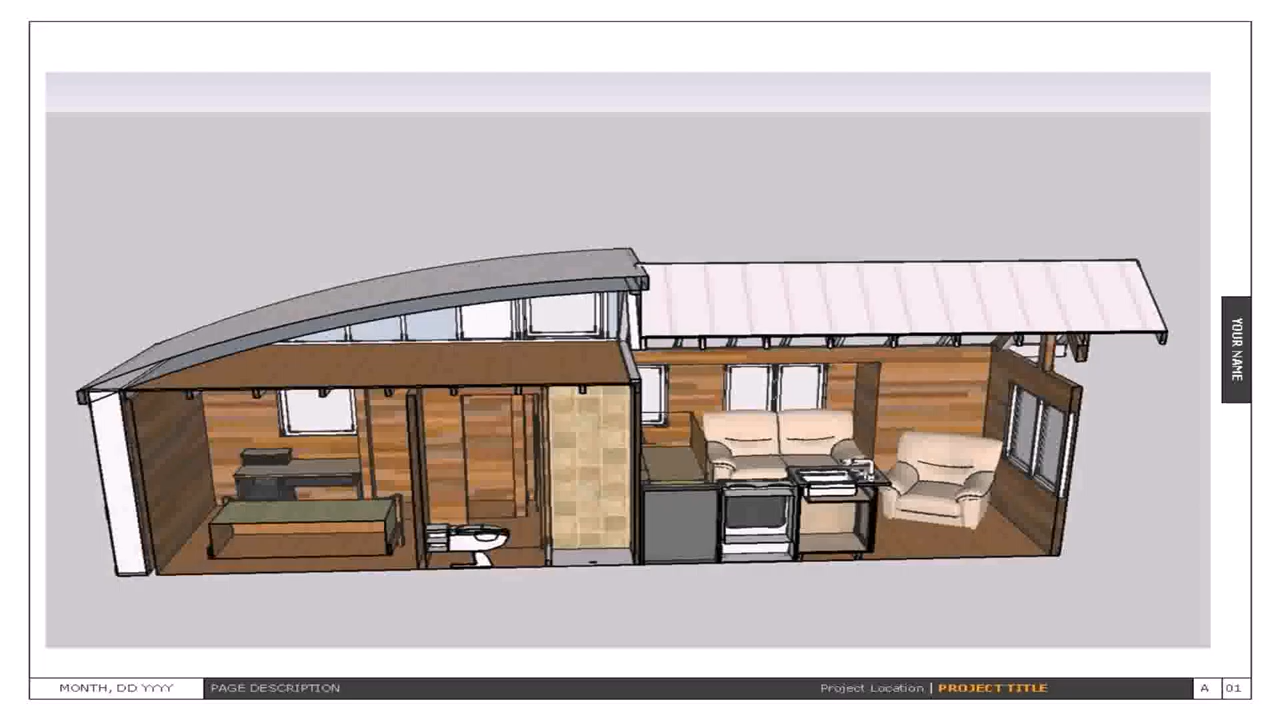 YOUR NAME
MONTH, DD YYYY
PAGE DESCRIPTION
Project Location | PROJECT TITLE
A
01